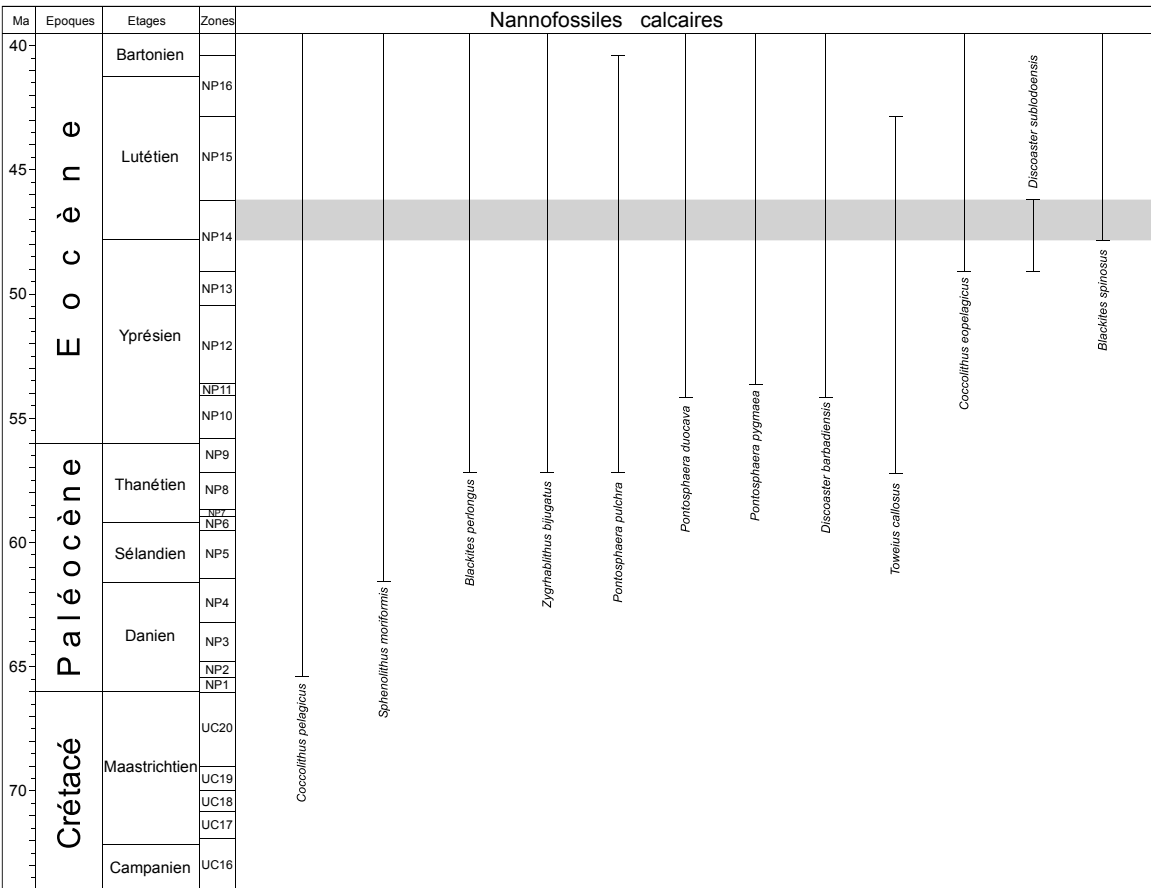 Ma Epoques Etages Zones Nannofossiles calcaires
40
45
50
55
60
65
70
Eocène
Paléocène
Crétacé
Bartonien
Lutétien
Yprésien
Thanétien
Sélandien
Danien
Maastrichtien
Campanien
NP16
NP15
NP14
NP13
NP12
NP11
NP10
NP9
NP8
NP7
NP6
NP5
NP4
NP3
NP2
NP1
UC20
UC19
UC18
UC17
UC16
Coccolithus pelagicus
Sphenolithus moriformis
Blackites perlongus
Zygrhablithus bijugatus
Pontosphaera pulchra
Pontosphaera duocava
Pontosphaera pygmaea
Discoaster barbadiensis
Toweius callosus
Coccolithus eopelagicus
Discoaster sublodoensis
Blackites spinosus